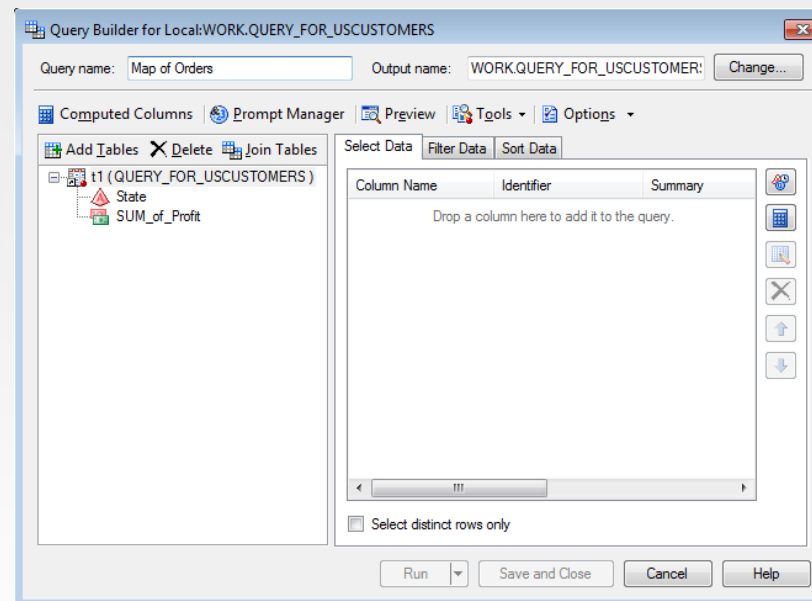 Query Builder for Local:WORK.QUERY_FOR_USCUSTOMERS
Query name: Map of Orders Output name: WORK.QUERY_FOR_USCUSTOMER: Change...
Computed Columns Prompt Manager Preview Tools Options
Add Tables Delete Join Tables
Select Data Filter Data Sort Data
t1 ( QUERY_FOR_USCUSTOMERS )
State
SUM_of_Profit
Column Name Identifier Summary
Drop a column here to add it to the query.
Select distinct rows only
Run Save and Close Cancel Help